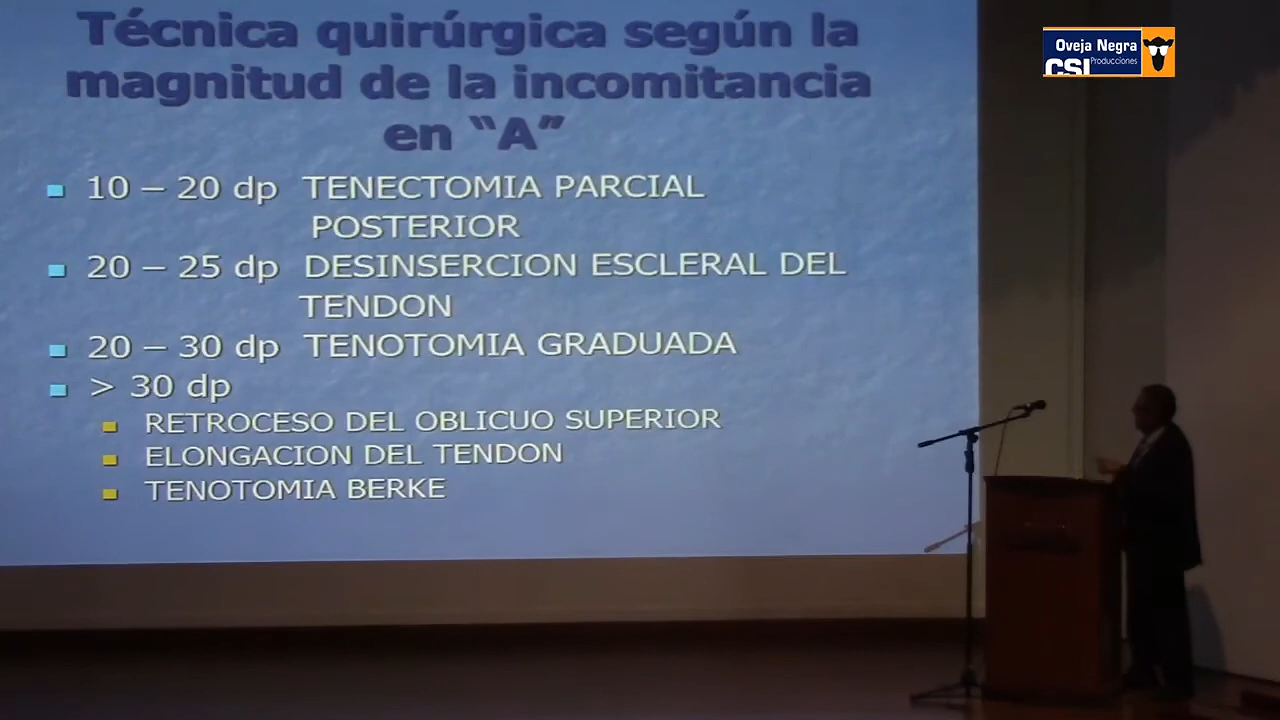 Técnica quirúrgica según la
magnitud de la incomitancia
en “A”
10 – 20 dp TENECTOMIA PARCIAL
POSTERIOR
20 – 25 dp DESINSERCION ESCLERAL DEL
TENDON
20 – 30 dp TENOTOMIA GRADUADA
> 30 dp
RETROCESO DEL OBLICUO SUPERIOR
ELONGACION DEL TENDON
TENOTOMIA BERKE
Oveja Negra
CSI Producciones